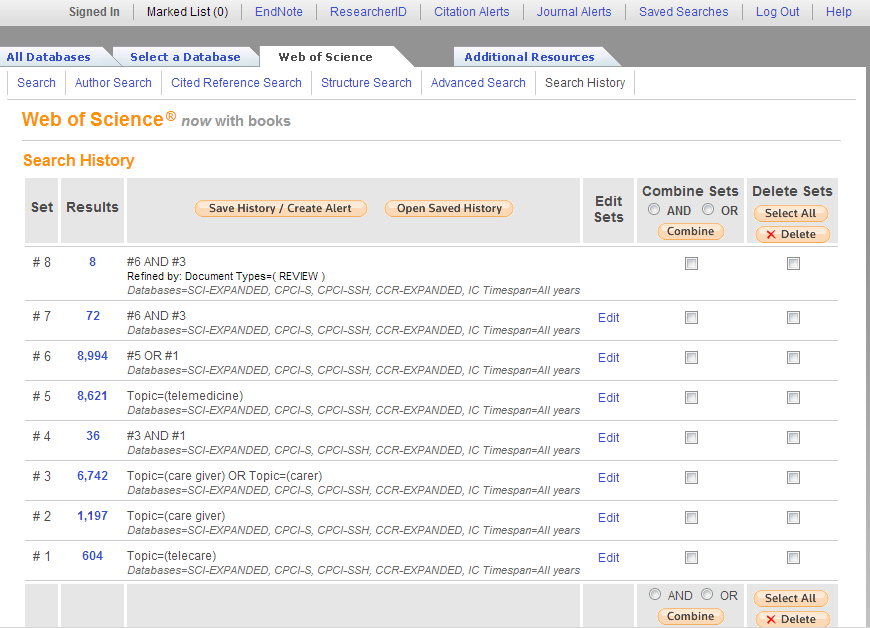 Signed In Marked List (0) EndNote ResearcherID Citation Alerts Journal Alerts Saved Searches Log Out Help
All Databases Select a Database Web of Science Additional Resources
Search Author Search Cited Reference Search Structure Search Advanced Search Search History
Web of Science® now with books
Search History
Set Results Save History / Create Alert Open Saved History Edit Sets Combine Sets Delete Sets
AND OR Select All
Combine Delete
# 8 8 #6 AND #3
Refined by: Document Types=( REVIEW )
Databases=SCI-EXPANDED, CPCI-S, CPCI-SSH, CCR-EXPANDED, IC Timespan=All years
# 7 72 #6 AND #3 Edit
Databases=SCI-EXPANDED, CPCI-S, CPCI-SSH, CCR-EXPANDED, IC Timespan=All years
# 6 8,994 #5 OR #1 Edit
Databases=SCI-EXPANDED, CPCI-S, CPCI-SSH, CCR-EXPANDED, IC Timespan=All years
# 5 8,621 Topic=(telemedicine) Edit
Databases=SCI-EXPANDED, CPCI-S, CPCI-SSH, CCR-EXPANDED, IC Timespan=All years
# 4 36 #3 AND #1 Edit
Databases=SCI-EXPANDED, CPCI-S, CPCI-SSH, CCR-EXPANDED, IC Timespan=All years
# 3 6,742 Topic=(care giver) OR Topic=(carer) Edit
Databases=SCI-EXPANDED, CPCI-S, CPCI-SSH, CCR-EXPANDED, IC Timespan=All years
# 2 1,197 Topic=(care giver) Edit
Databases=SCI-EXPANDED, CPCI-S, CPCI-SSH, CCR-EXPANDED, IC Timespan=All years
# 1 604 Topic=(telecare) Edit
Databases=SCI-EXPANDED, CPCI-S, CPCI-SSH, CCR-EXPANDED, IC Timespan=All years
AND OR Select All
Combine Delete